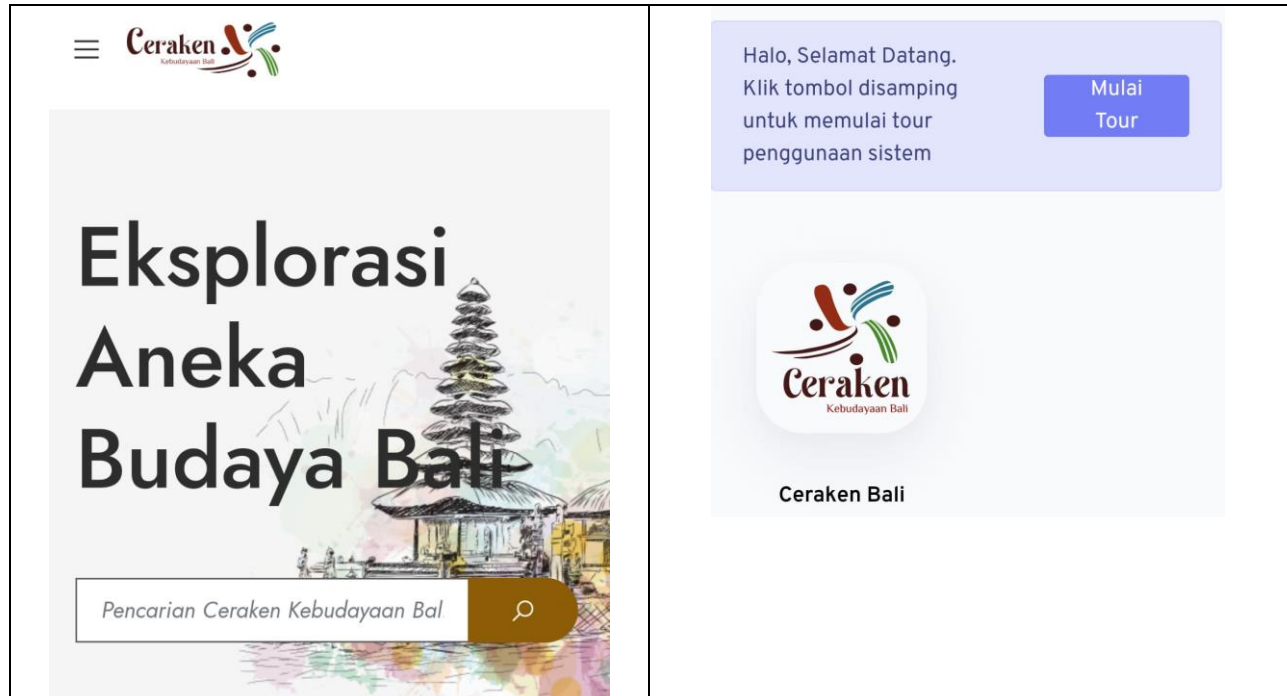 Ceraken
Kebudayaan Bali
Eksplorasi
Aneka
Budaya Bali
Pencarian Ceraken Kebudayaan Bal
Halo, Selamat Datang.
Klik tombol disamping
untuk memulai tour
penggunaan sistem
Mulai
Tour
Ceraken
Kebudayaan Bali
Ceraken Bali